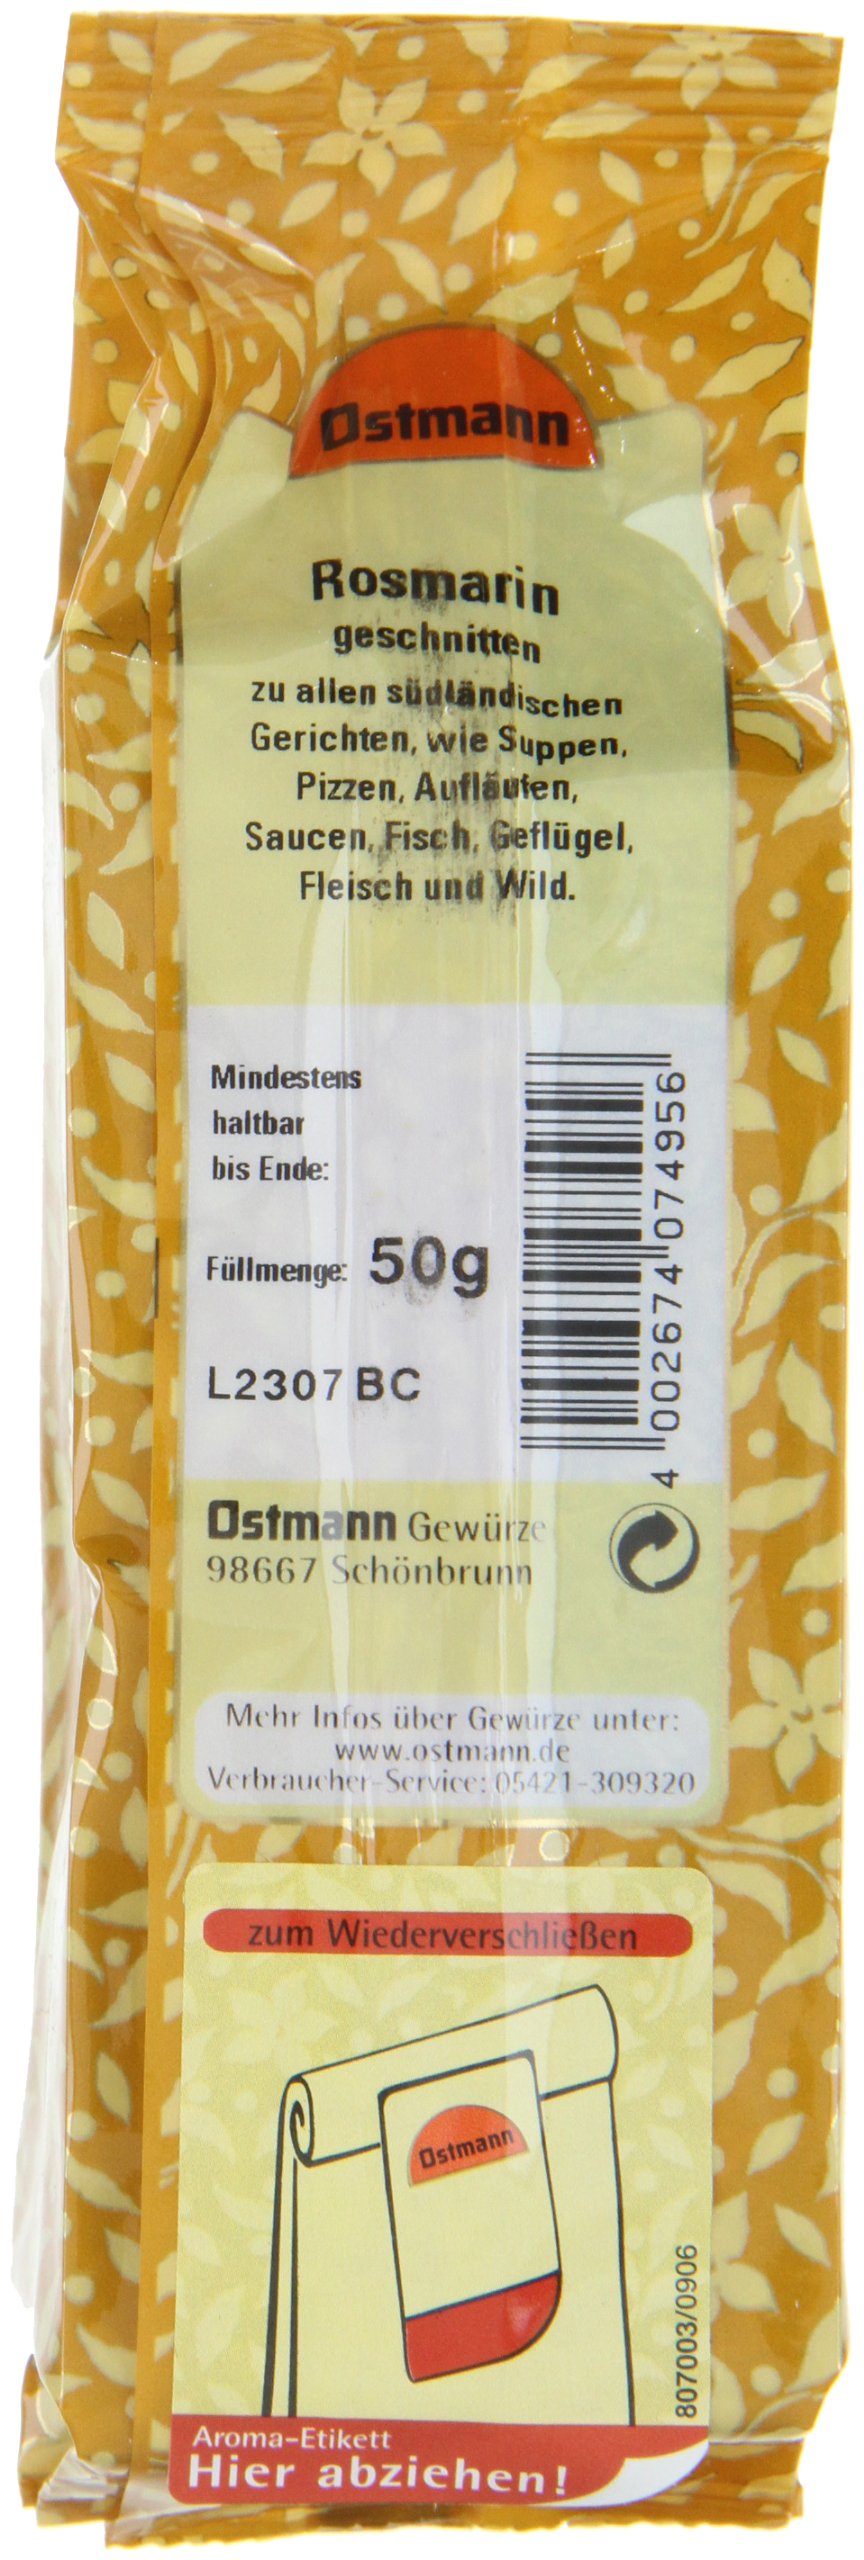 Ostmann
Rosmarin
geschnitten
zu allen südländischen
Gerichten, wie Suppen,
Pizzen, Aufläufen,
Saucen, Fisch, Geflügel,
Fleisch und Wild.
Mindestens
haltbar
bis Ende:
Füllmenge: 50g
L2307 BC
4 002674 074956
Ostmann Gewürze
98667 Schönbrunn
Mehr Infos über Gewürze unter:
www.ostmann.de
Verbraucher-Service: 05421-309320
zum Wiederverschließen
Ostmann
807003/0906
Aroma-Etikett
Hier abziehen!